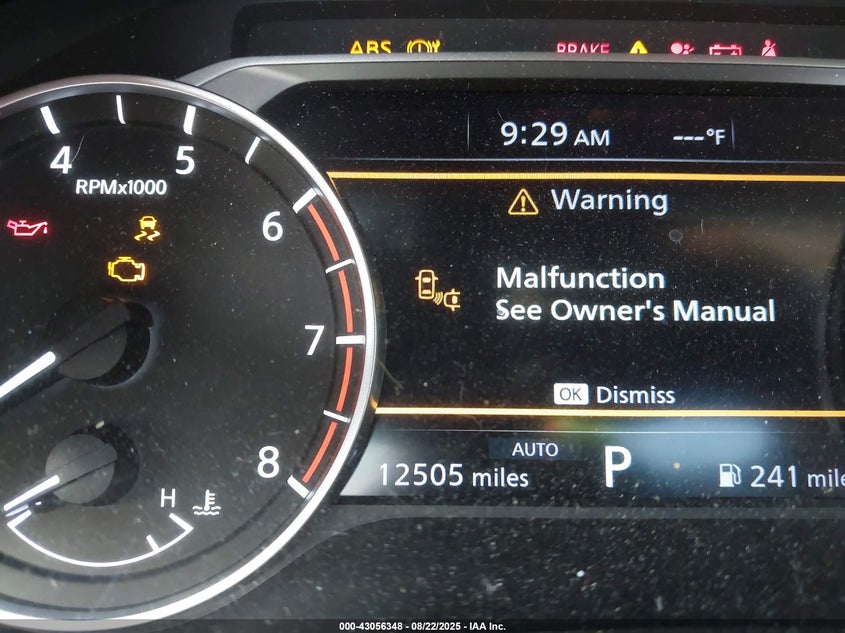 ABS
BRAKE
9:29 AM
---°F
4
5
RPMx1000
6
7
8
Warning
Malfunction
See Owner's Manual
OK Dismiss
AUTO
12505 miles
P
241 mile
H
000-43056348 - 08/22/2025 - IAA Inc.